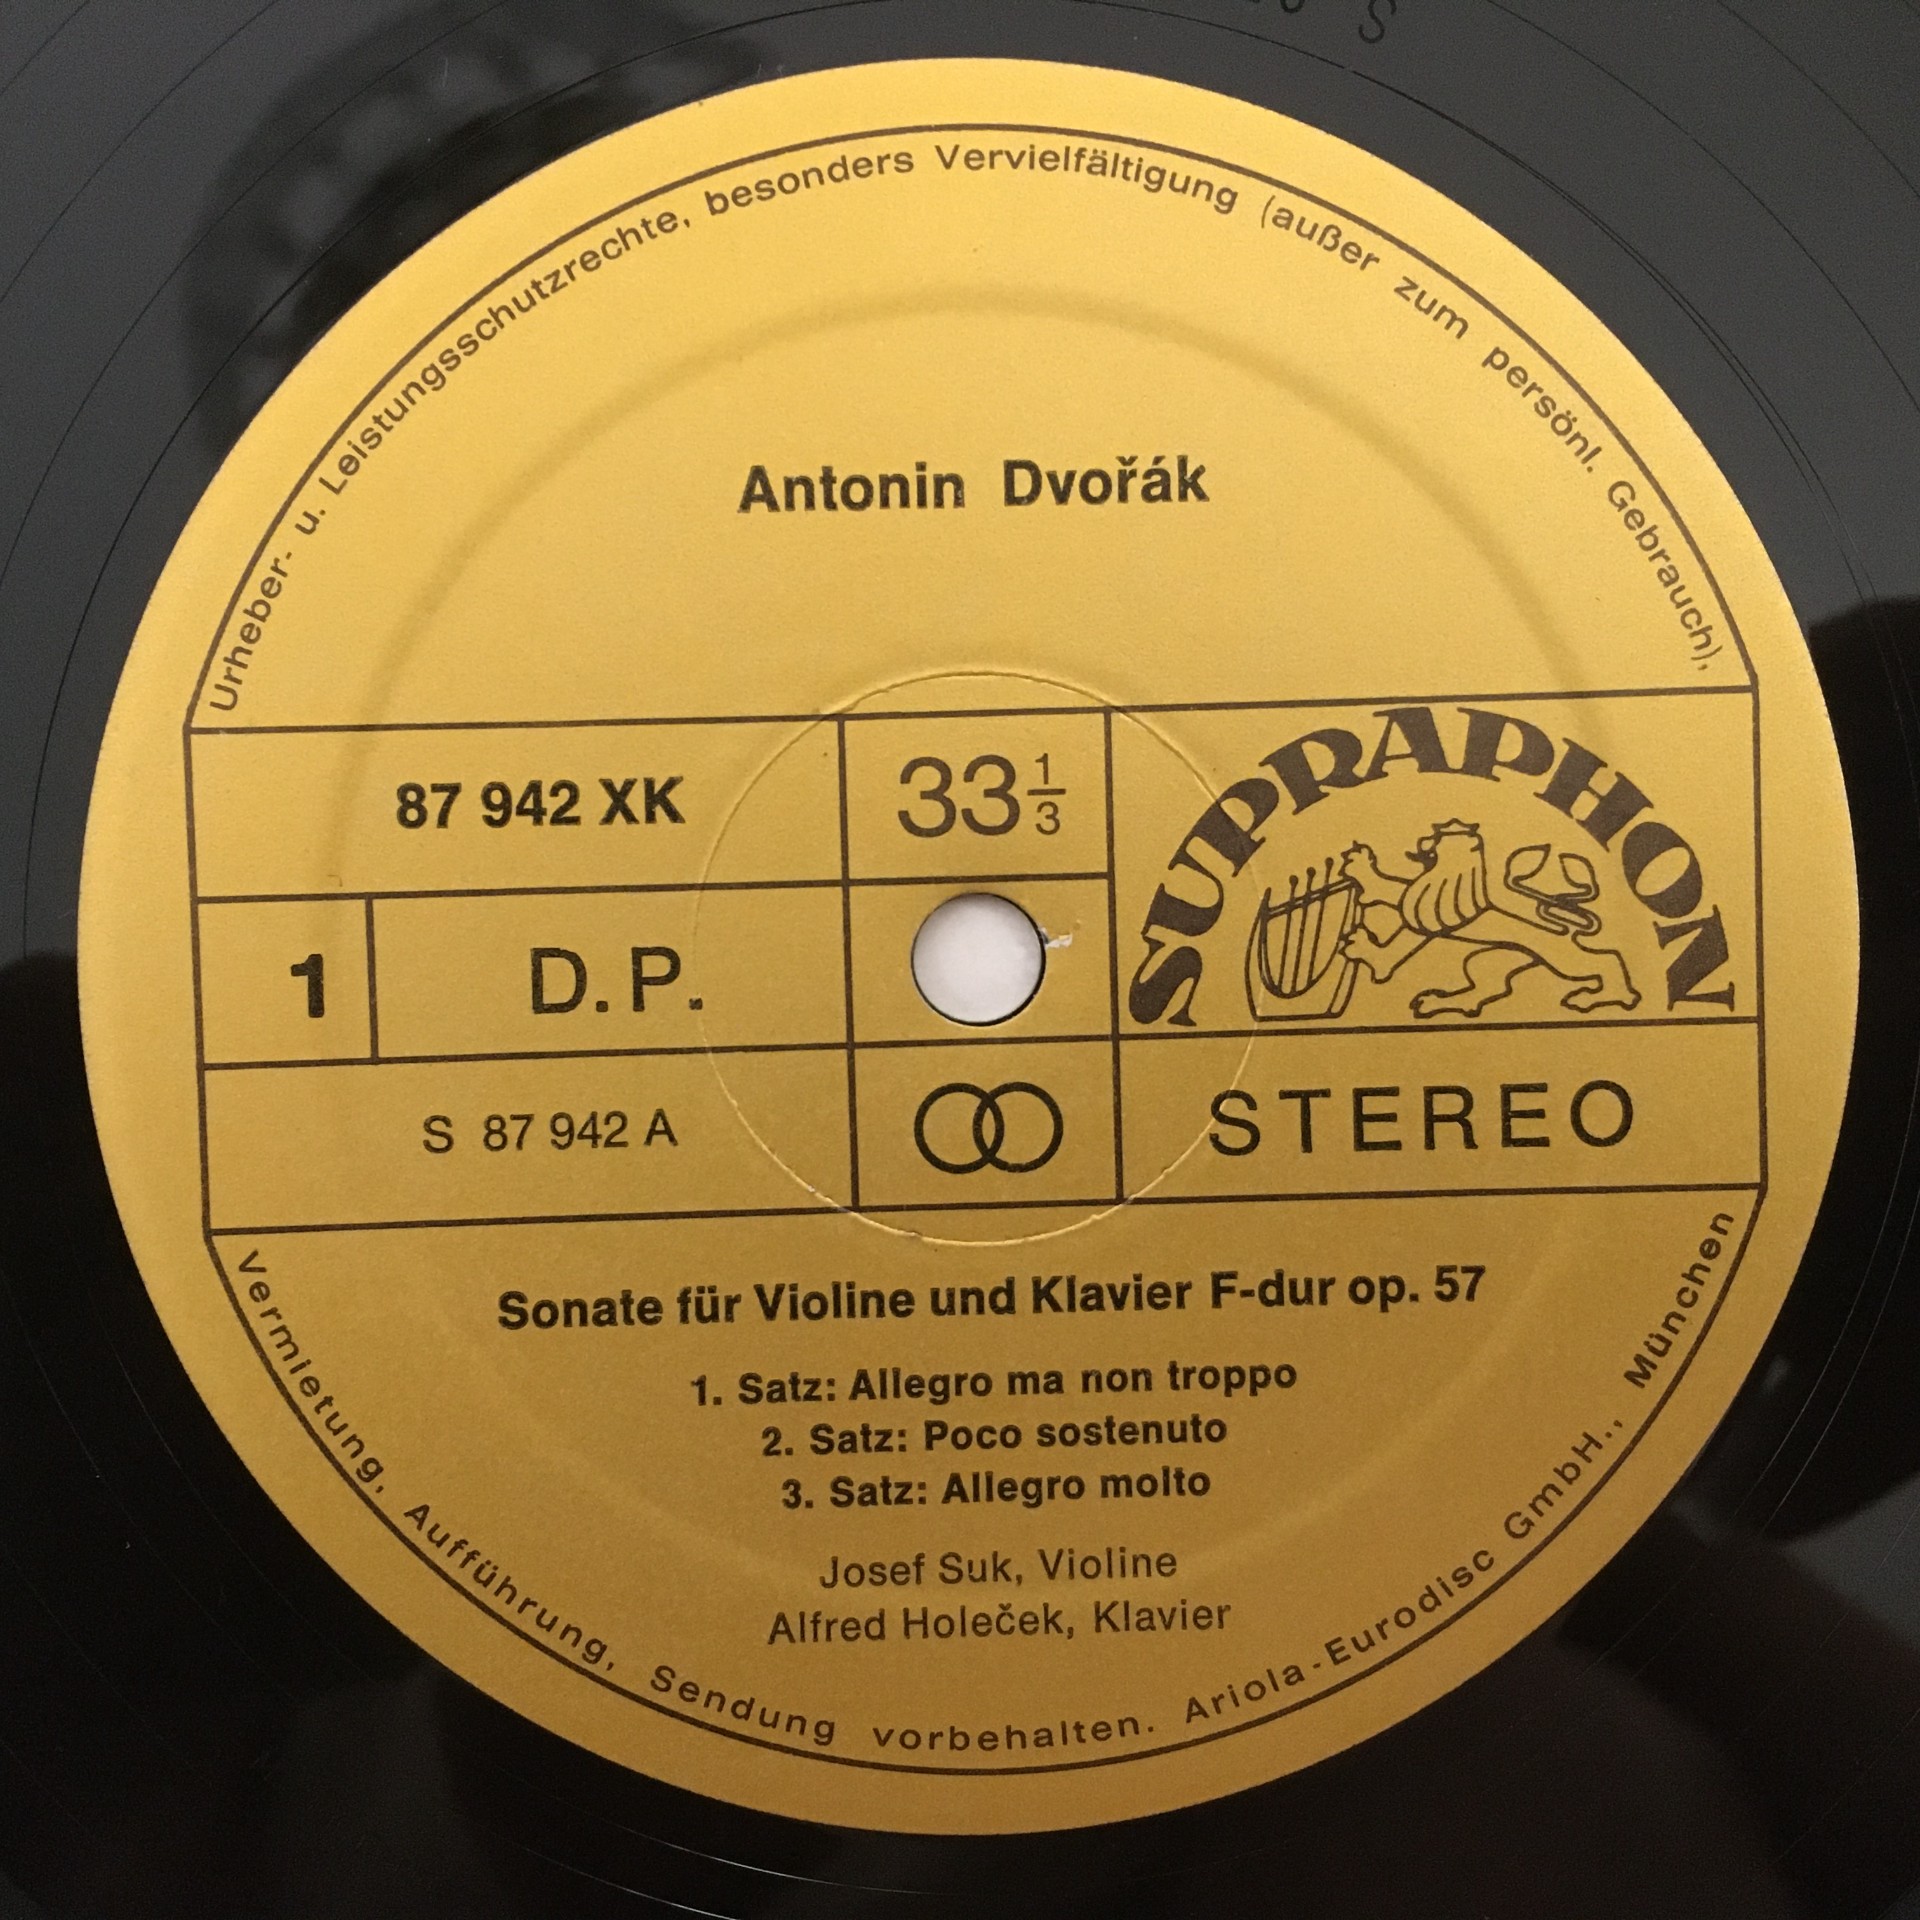 Urheber- u. Leistungsschutzrechte, besonders Vervielfältigung (außer zum persönl. Gebrauch),
Antonin Dvořák
87 942 XK
33 1/3
SUPRAPHON
1
D. P.
S 87 942 A
STEREO
Sonate für Violine und Klavier F-dur op. 57
1. Satz: Allegro ma non troppo
2. Satz: Poco sostenuto
3. Satz: Allegro molto
Josef Suk, Violine
Alfred Holeček, Klavier
Vermietung, Aufführung, Sendung vorbehalten. Ariola-Eurodisc GmbH., München